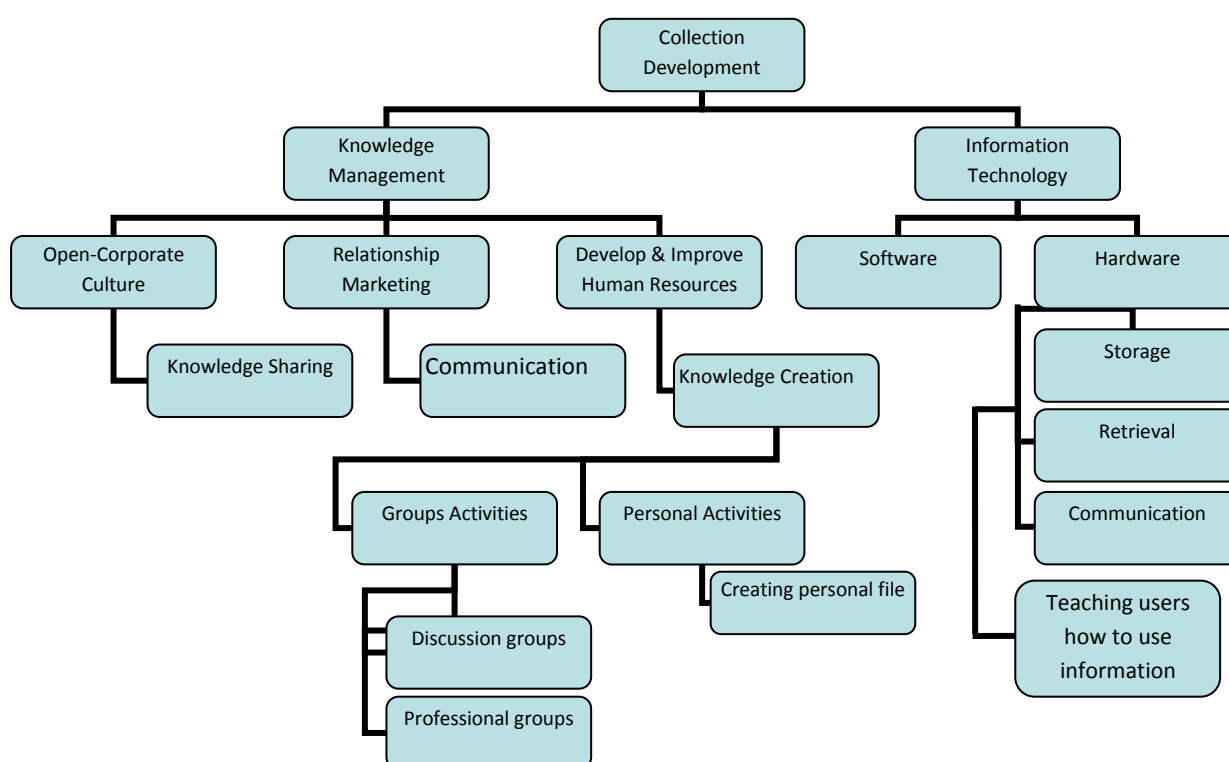 Collection
Development
Knowledge
Management
Information
Technology
Open-Corporate
Culture
Relationship
Marketing
Develop & Improve
Human Resources
Software
Hardware
Knowledge Sharing
Communication
Knowledge Creation
Storage
Retrieval
Communication
Groups Activities
Personal Activities
Creating personal file
Discussion groups
Professional groups
Teaching users
how to use
information